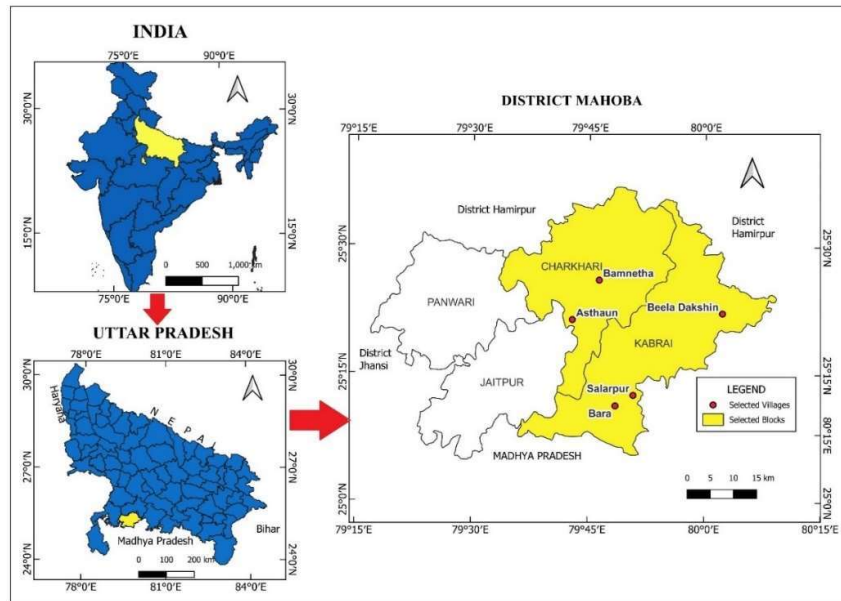 INDIA
75°0'E 90°0'E
30°0'N 30°0'N
15°0'N 15°0'N
0 500 1,000 km
75°0'E 90°0'E
UTTAR PRADESH
78°0'E 81°0'E 84°0'E
30°0'N 30°0'N
Haryana
NEPAL
27°0'N 27°0'N
Bihar
Madhya Pradesh
24°0'N 24°0'N
0 100 200 km
78°0'E 81°0'E 84°0'E
DISTRICT MAHOBA
79°15'E 79°30'E 79°45'E 80°0'E
District Hamirpur
District
Hamirpur
25°30'N 25°30'N
CHARKHARI
Bamnetha
PANWARI
Asthaun
Beela Dakshin
KABRAI
District
Jhansi
25°15'N 25°15'N
JAITPUR
Salarpur
Bara
LEGEND
Selected Villages
Selected Blocks
MADHYA PRADESH
80°15'E
0 5 10 15 km
25°0'N 25°0'N
79°15'E 79°30'E 79°45'E 80°0'E 80°15'E